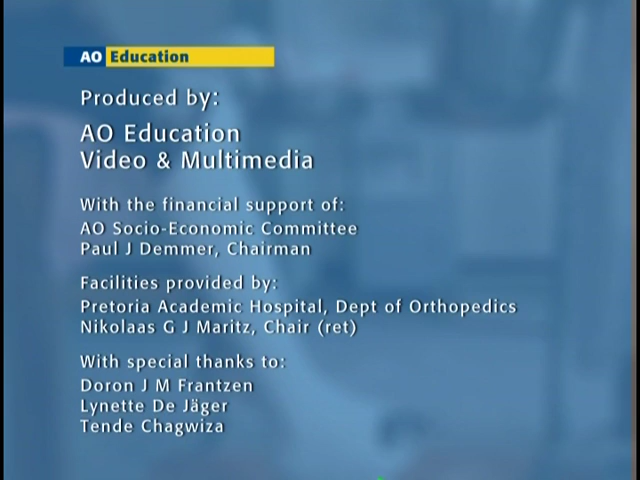 AO Education
Produced by:
AO Education
Video & Multimedia
With the financial support of:
AO Socio-Economic Committee
Paul J Demmer, Chairman
Facilities provided by:
Pretoria Academic Hospital, Dept of Orthopedics
Nikolaas G J Maritz, Chair (ret)
With special thanks to:
Doron J M Frantzen
Lynette De Jäger
Tende Chagwiza